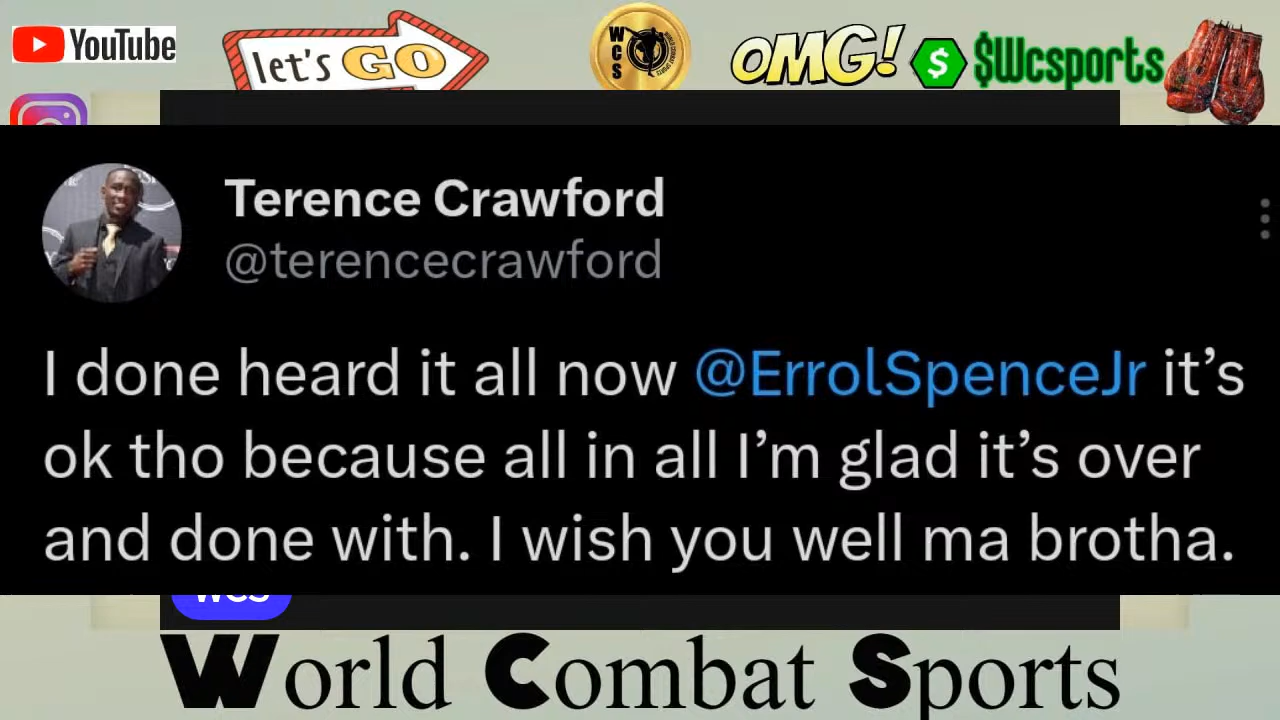 YouTube
let's GO
WCS
OMG!
$ $Wcsports
Terence Crawford
@terencecrawford
I done heard it all now @ErrolSpenceJr it's
ok tho because all in all I'm glad it's over
and done with. I wish you well ma brotha.
WCS
World Combat Sports